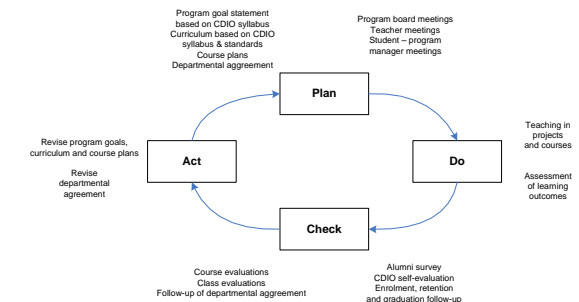 Program goal statement
based on CDIO syllabus
Curriculum based on CDIO
syllabus & standards
Course plans
Departmental aggreement
Program board meetings
Teacher meetings
Student – program
manager meetings
Plan
Teaching in
projects
and courses
Assessment
of learning
outcomes
Do
Revise program goals,
curriculum and course plans
Revise
departmental
agreement
Act
Check
Course evaluations
Class evaluations
Follow-up of departmental aggreement
Alumni survey
CDIO self-evaluation
Enrolment, retention
and graduation follow-up